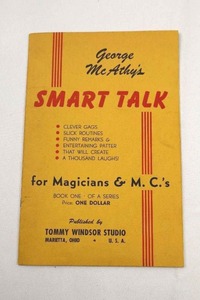 George
McAthy's
SMART TALK
• CLEVER GAGS
• SLICK ROUTINES
• FUNNY REMARKS &
• ENTERTAINING PATTER
• THAT WILL CREATE
• A THOUSAND LAUGHS!
for Magicians & M. C.'s
BOOK ONE OF A SERIES
Price ONE DOLLAR
Published by
TOMMY WINDSOR STUDIO
MARIETTA, OHIO • U. S. A.